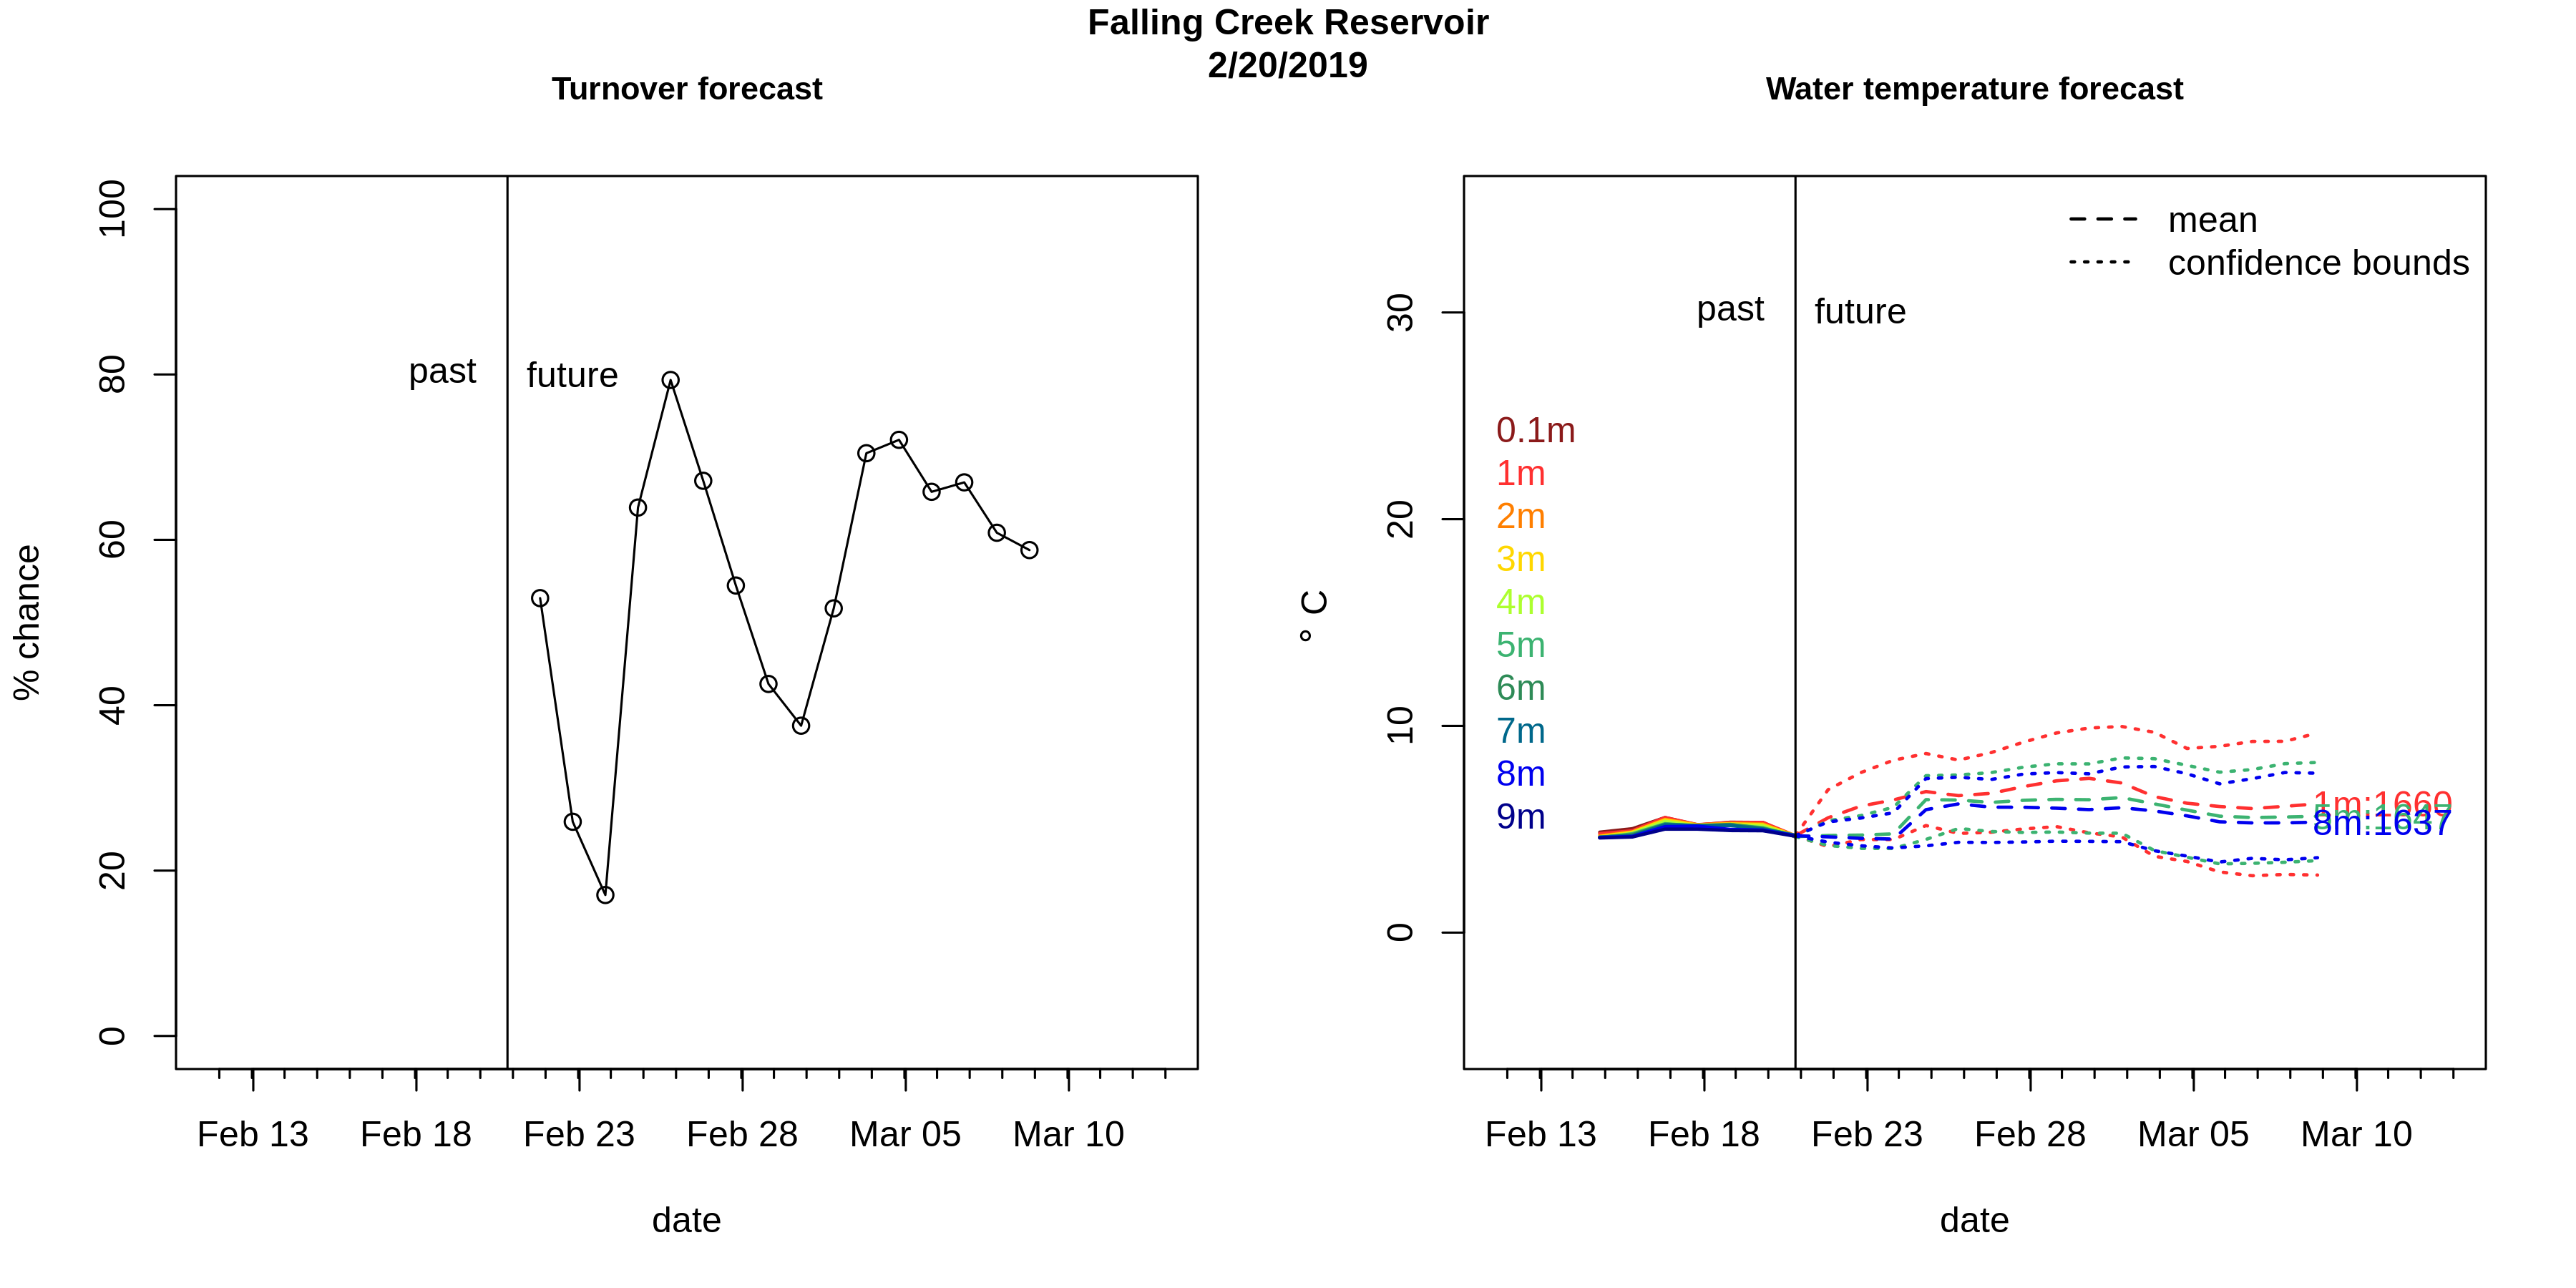 Falling Creek Reservoir
2/20/2019
Turnover forecast
% chance
100
80
60
40
20
0
past
future
Feb 13
Feb 18
Feb 23
Feb 28
Mar 05
Mar 10
date
Water temperature forecast
° C
30
20
10
0
mean
confidence bounds
past
future
0.1m
1m
2m
3m
4m
5m
6m
7m
8m
9m
1m:1660
8m:1637
Feb 13
Feb 18
Feb 23
Feb 28
Mar 05
Mar 10
date